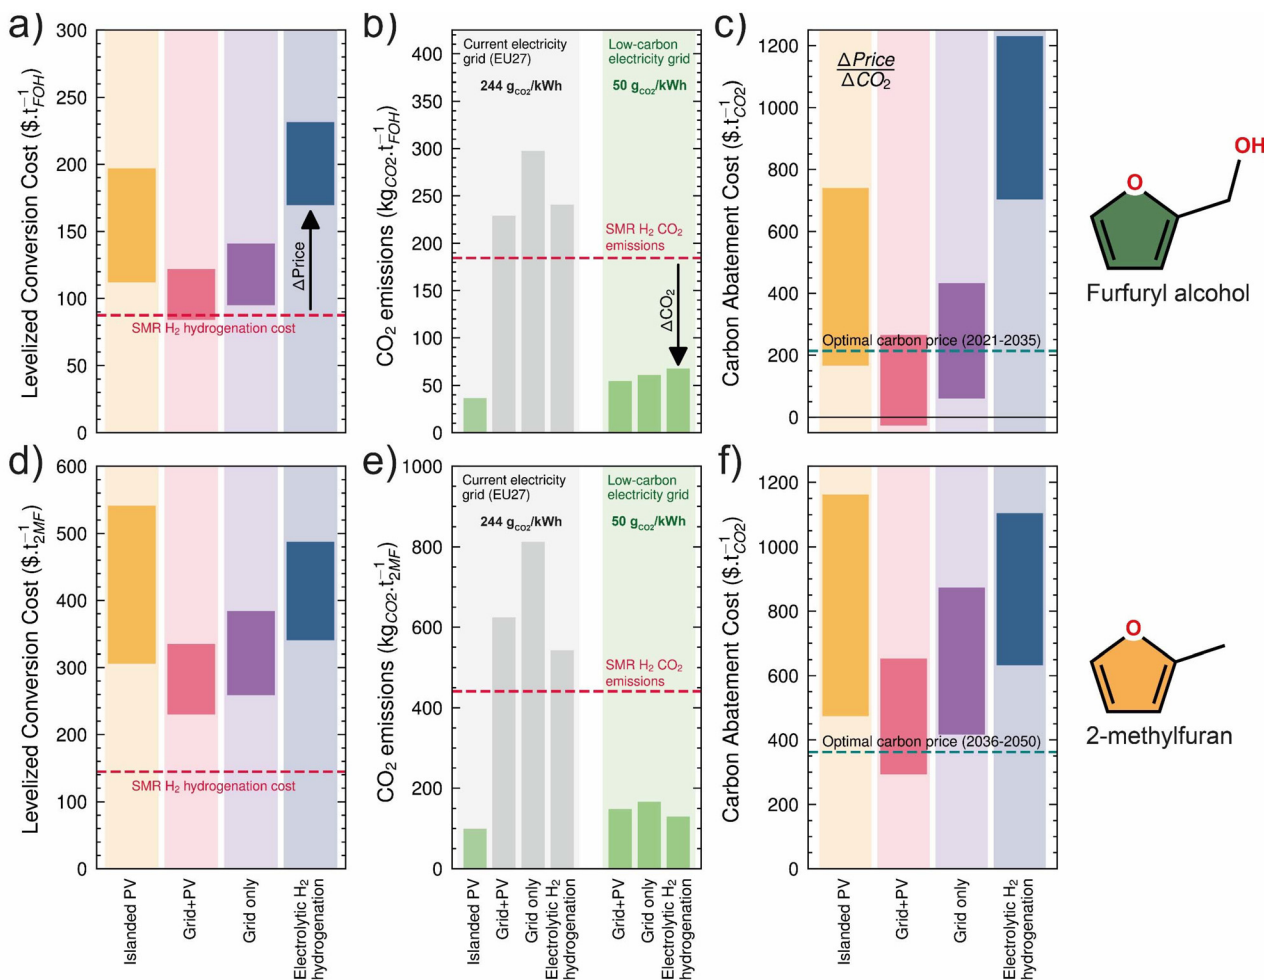 a)
Levelized Conversion Cost ($.t⁻¹FOH)
300
250
200
150
100
50
0
ΔPrice
SMR H₂ hydrogenation cost
b)
CO₂ emissions (kgCO2.t⁻¹FOH)
400
350
300
250
200
150
100
50
0
Current electricity
grid (EU27)
244 gCO2/kWh
Low-carbon
electricity grid
50 gCO2/kWh
SMR H₂ CO₂
emissions
ΔCO₂
c)
Carbon Abatement Cost ($.t⁻¹CO2)
1200
1000
800
600
400
200
0
ΔPrice
ΔCO₂
Optimal carbon price (2021-2035)
O
OH
Furfuryl alcohol
d)
Levelized Conversion Cost ($.t⁻¹2MF)
600
500
400
300
200
100
0
SMR H₂ hydrogenation cost
Islanded PV
Grid+PV
Grid only
Electrolytic H₂
hydrogenation
e)
CO₂ emissions (kgCO2.t⁻¹2MF)
1000
800
600
400
200
0
Current electricity
grid (EU27)
244 gCO2/kWh
Low-carbon
electricity grid
50 gCO2/kWh
SMR H₂ CO₂
emissions
Islanded PV
Grid+PV
Grid only
Electrolytic H₂
hydrogenation
Grid+PV
Grid only
Electrolytic H₂
hydrogenation
f)
Carbon Abatement Cost ($.t⁻¹CO2)
1200
1000
800
600
400
200
0
Optimal carbon price (2036-2050)
Islanded PV
Grid+PV
Grid only
Electrolytic H₂
hydrogenation
O
2-methylfuran